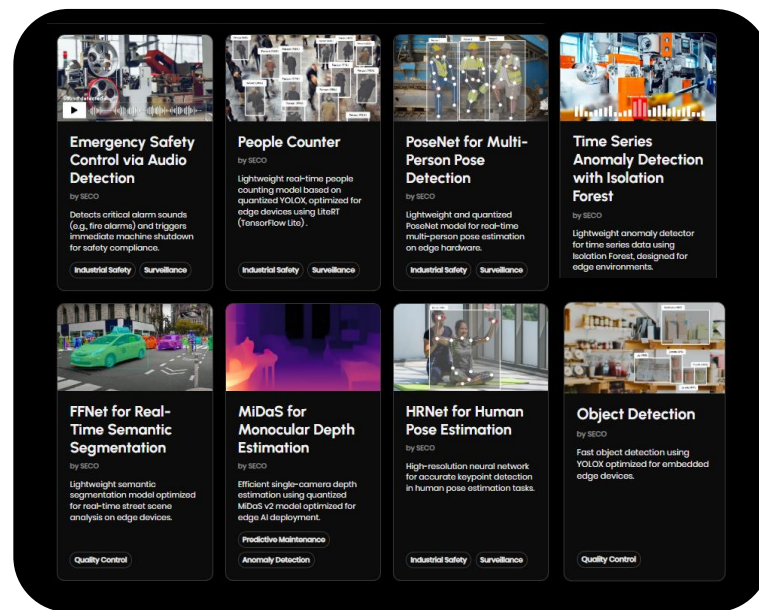 Emergency Safety
Control via Audio
Detection
by SECO
Detects critical alarm sounds
(e.g., fire alarms) and triggers
immediate machine shutdown
for safety compliance.
Industrial Safety
Surveillance
People Counter
by SECO
Lightweight real-time people
counting model based on
quantized YOLOX, optimized for
edge devices using LiteRT
(TensorFlow Lite) .
Industrial Safety
Surveillance
PoseNet for Multi-
Person Pose
Detection
by SECO
Lightweight and quantized
PoseNet model for real-time
multi-person pose estimation
on edge hardware.
Industrial Safety
Surveillance
Time Series
Anomaly Detection
with Isolation
Forest
by SECO
Lightweight anomaly detector
for time series data using
Isolation Forest, designed for
edge environments.
FFNet for Real-
Time Semantic
Segmentation
by SECO
Lightweight semantic
segmentation model optimized
for real-time street scene
analysis on edge devices.
Quality Control
MiDaS for
Monocular Depth
Estimation
by SECO
Efficient single-camera depth
estimation using quantized
MiDaS v2 model optimized for
edge AI deployment.
Predictive Maintenance
Anomaly Detection
HRNet for Human
Pose Estimation
by SECO
High-resolution neural network
for accurate keypoint detection
in human pose estimation tasks.
Industrial Safety
Surveillance
Object Detection
by SECO
Fast object detection using
YOLOX optimized for embedded
edge devices.
Quality Control